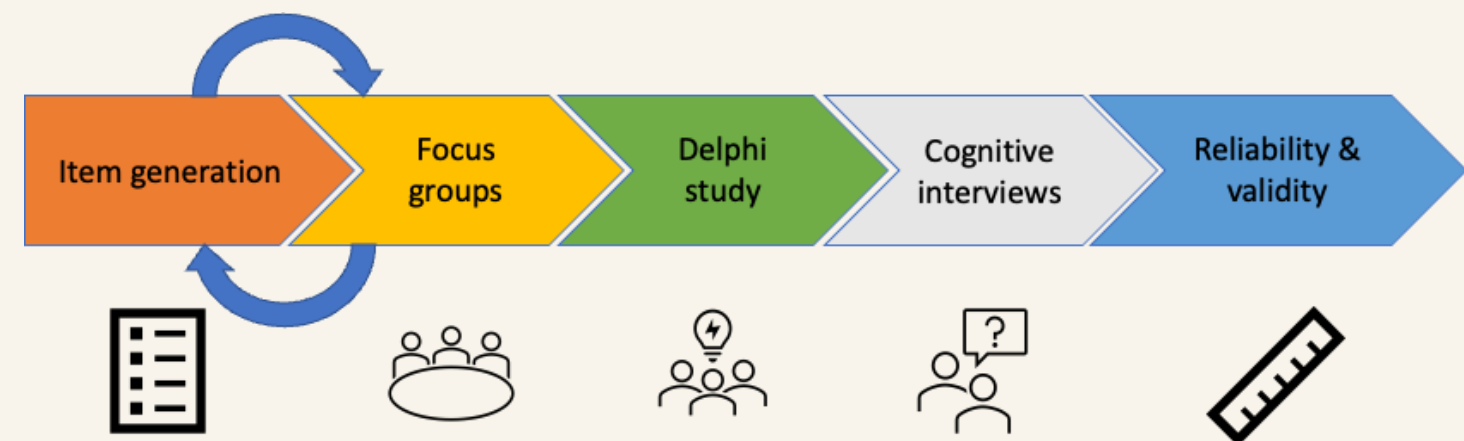 Item generation
Focus
groups
Delphi
study
Cognitive
interviews
Reliability &
validity
?